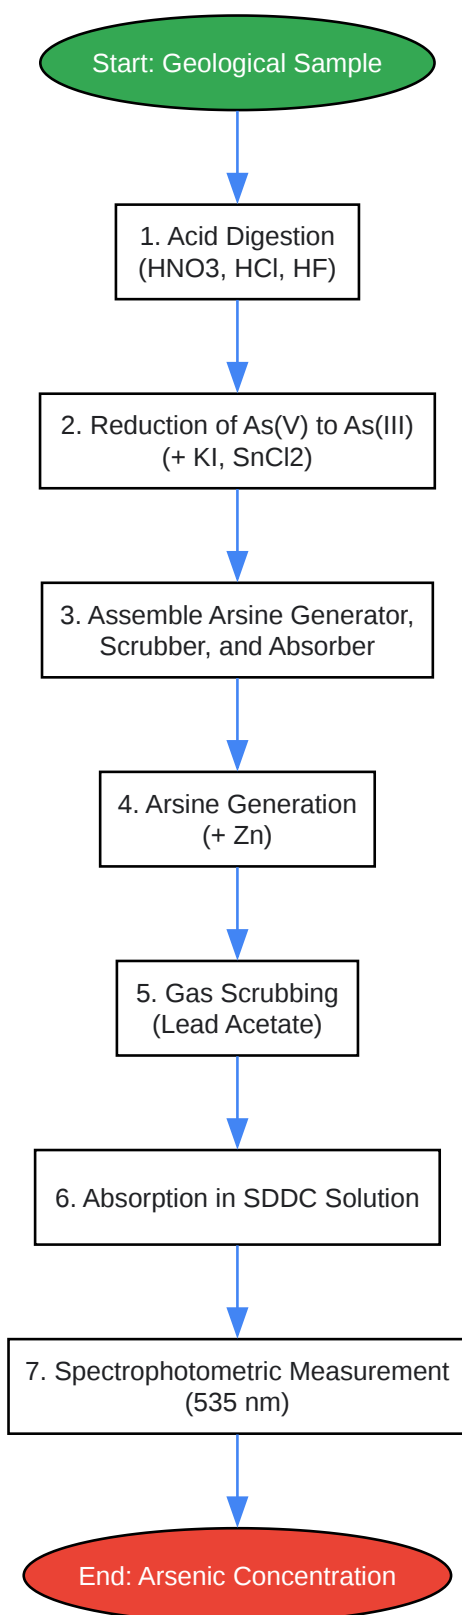 Start: Geological Sample
1. Acid Digestion
(HNO3, HCl, HF)
2. Reduction of As(V) to As(III)
(+ KI, SnCl2)
3. Assemble Arsine Generator,
Scrubber, and Absorber
4. Arsine Generation
(+ Zn)
5. Gas Scrubbing
(Lead Acetate)
6. Absorption in SDDC Solution
7. Spectrophotometric Measurement
(535 nm)
End: Arsenic Concentration